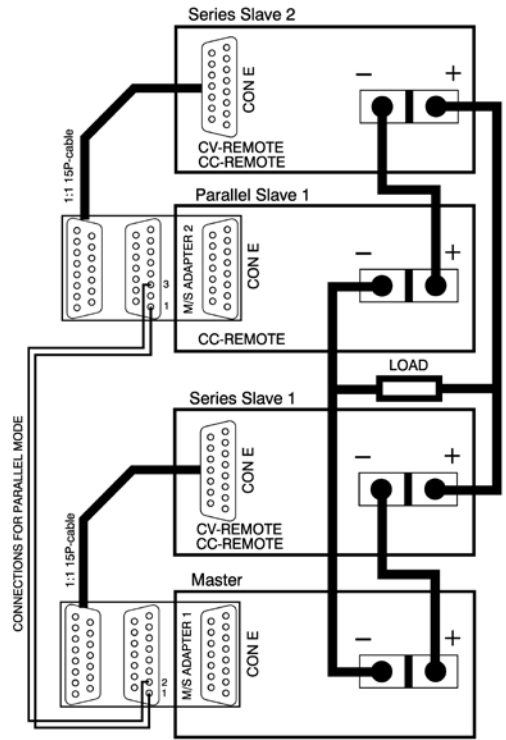 Series Slave 2
− +
CON E
CV-REMOTE
CC-REMOTE
1:1 15P-cable
Parallel Slave 1
− +
M/S ADAPTER 2
CON E
3
1
CC-REMOTE
LOAD
CONNECTIONS FOR PARALLEL MODE
Series Slave 1
− +
CON E
CV-REMOTE
CC-REMOTE
1:1 15P-cable
Master
− +
M/S ADAPTER 1
CON E
2
1